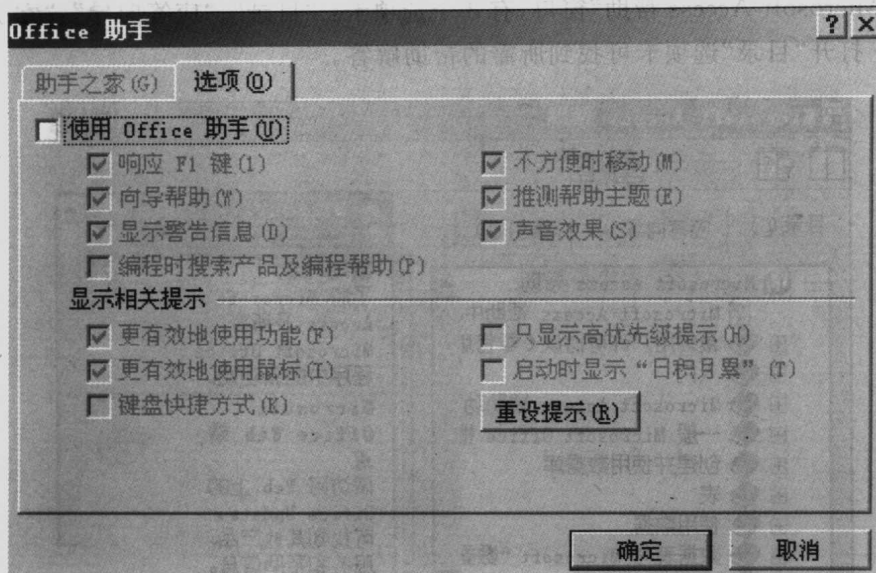 Office 助手
助手之家(G) 选项(O)
使用 Office 助手(U)
响应 F1 键(1) 不方便时移动(M)
向导帮助(W) 推测帮助主题(E)
显示警告信息(D) 声音效果(S)
编程时搜索产品及编程帮助(P)
显示相关提示
更有效地使用功能(F) 只显示高优先级提示(H)
更有效地使用鼠标(I) 启动时显示“日积月累”(T)
键盘快捷方式(K) 重设提示(R)
确定 取消